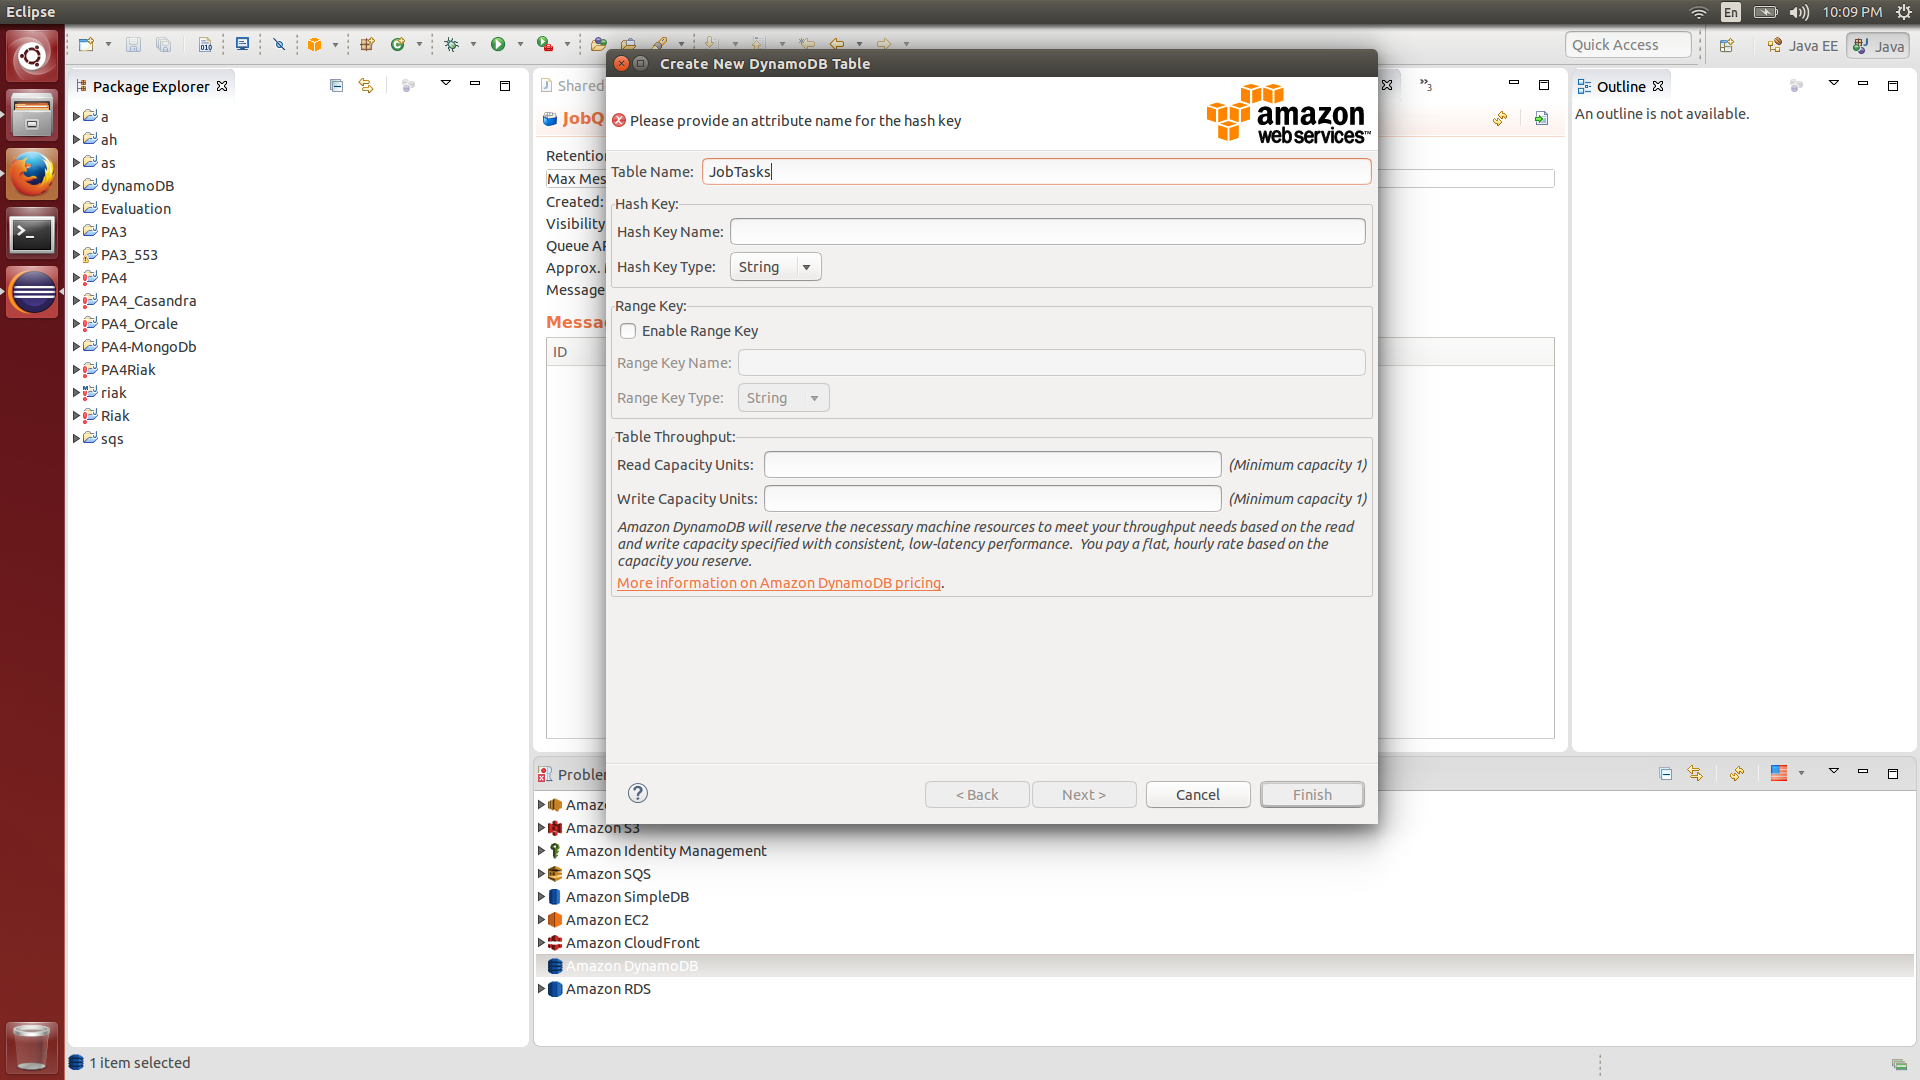 Eclipse
En
10:09 PM
Quick Access
Java EE
Java
Package Explorer
a
ah
as
dynamoDB
Evaluation
PA3
PA3_553
PA4
PA4_Casandra
PA4_Orcale
PA4-MongoDb
PA4Riak
riak
Riak
sqs
Shared
JobQ
Max Mes
Created:
Visibility
Queue
Approx.
Message
Messa
ID
Create New DynamoDB Table
Please provide an attribute name for the hash key
amazon
webservices™
Table Name: JobTasks
Hash Key:
Hash Key Name:
Hash Key Type: String
Range Key:
Enable Range Key
Range Key Name:
Range Key Type: String
Table Throughput:
Read Capacity Units: (Minimum capacity 1)
Write Capacity Units: (Minimum capacity 1)
Amazon DynamoDB will reserve the necessary machine resources to meet your throughput needs based on the read
and write capacity specified with consistent, low-latency performance. You pay a flat, hourly rate based on the
capacity you reserve.
More information on Amazon DynamoDB pricing.
?
< Back
Next >
Cancel
Finish
»3
Outline
An outline is not available.
Amazon S3
Amazon Identity Management
Amazon SQS
Amazon SimpleDB
Amazon EC2
Amazon CloudFront
Amazon DynamoDB
Amazon RDS
1 item selected